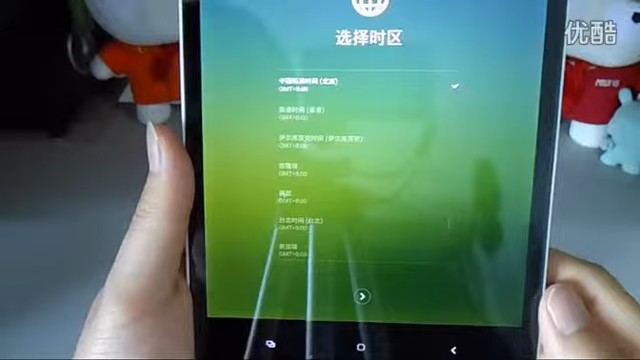 优酷
选择时区
中国标准时间 (北京)
GMT+8:00
香港时间 (香港)
GMT+8:00
伊尔库茨克时间 (伊尔库茨克)
GMT+8:00
吉隆坡
GMT+8:00
GMT+8:00
台北时间 (台北)
GMT+8:00
新加坡
GMT+8:00